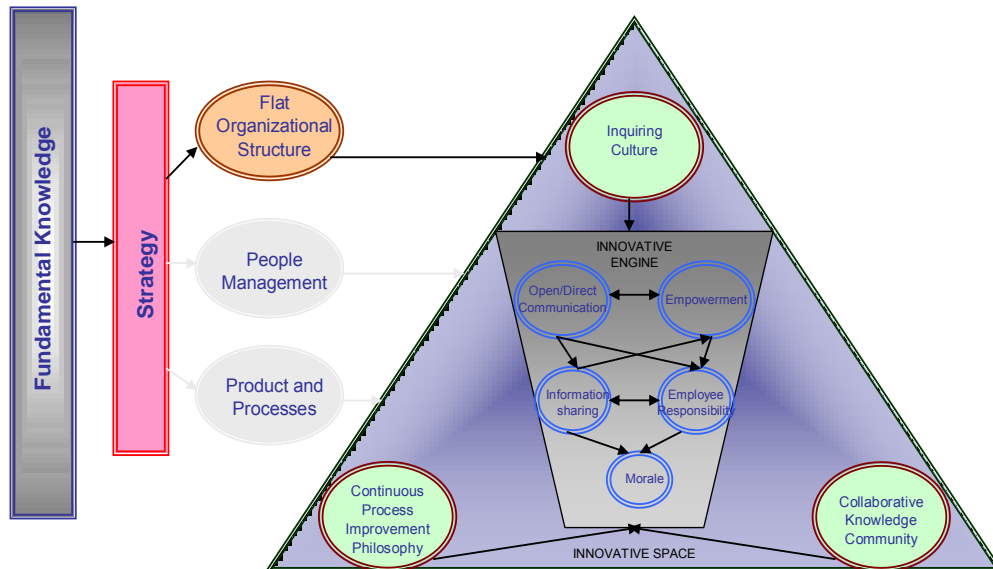 Fundamental Knowledge
Strategy
Flat
Organizational
Structure
People
Management
Product and
Processes
Inquiring
Culture
INNOVATIVE
ENGINE
Open/Direct
Communication
Empowerment
Information
sharing
Employee
Responsibility
Morale
Continuous
Process
Improvement
Philosophy
Collaborative
Knowledge
Community
INNOVATIVE SPACE